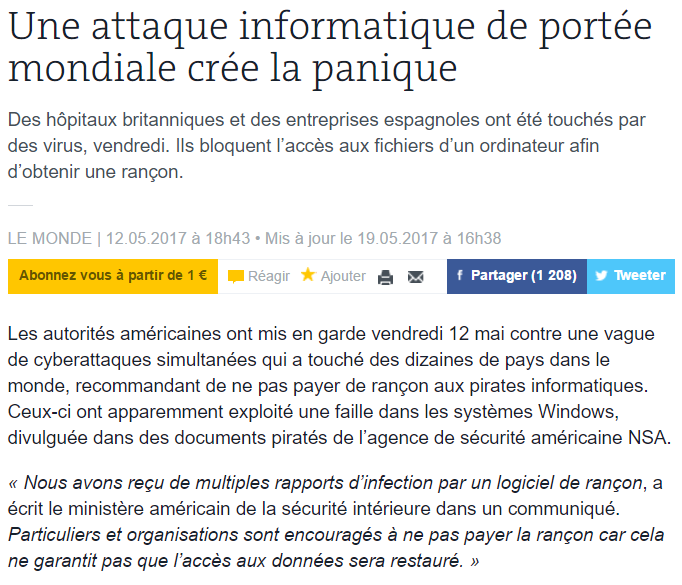 Une attaque informatique de portée
mondiale crée la panique
Des hôpitaux britanniques et des entreprises espagnoles ont été touchés par
des virus, vendredi. Ils bloquent l’accès aux fichiers d’un ordinateur afin
d’obtenir une rançon.
LE MONDE | 12.05.2017 à 18h43 • Mis à jour le 19.05.2017 à 16h38
Abonnez vous à partir de 1 € Réagir Ajouter Partager (1 208) Tweeter
Les autorités américaines ont mis en garde vendredi 12 mai contre une vague
de cyberattaques simultanées qui a touché des dizaines de pays dans le
monde, recommandant de ne pas payer de rançon aux pirates informatiques.
Ceux-ci ont apparemment exploité une faille dans les systèmes Windows,
divulguée dans des documents piratés de l’agence de sécurité américaine NSA.
« Nous avons reçu de multiples rapports d’infection par un logiciel de rançon, a
écrit le ministère américain de la sécurité intérieure dans un communiqué.
Particuliers et organisations sont encouragés à ne pas payer la rançon car cela
ne garantit pas que l’accès aux données sera restauré. »